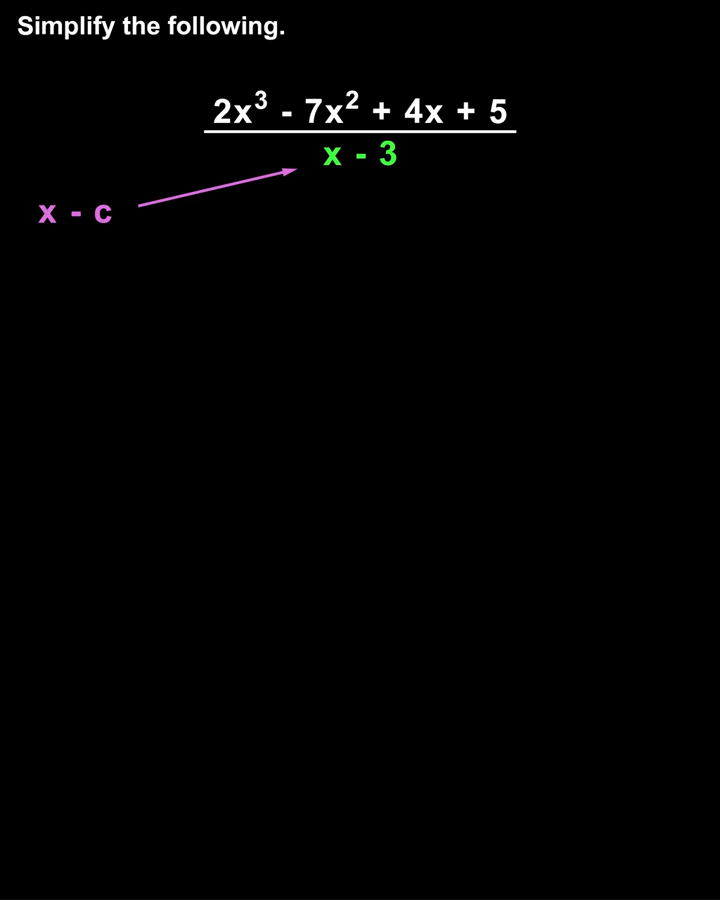 Simplify the following.
2x³ - 7x² + 4x + 5
x - 3
x - c